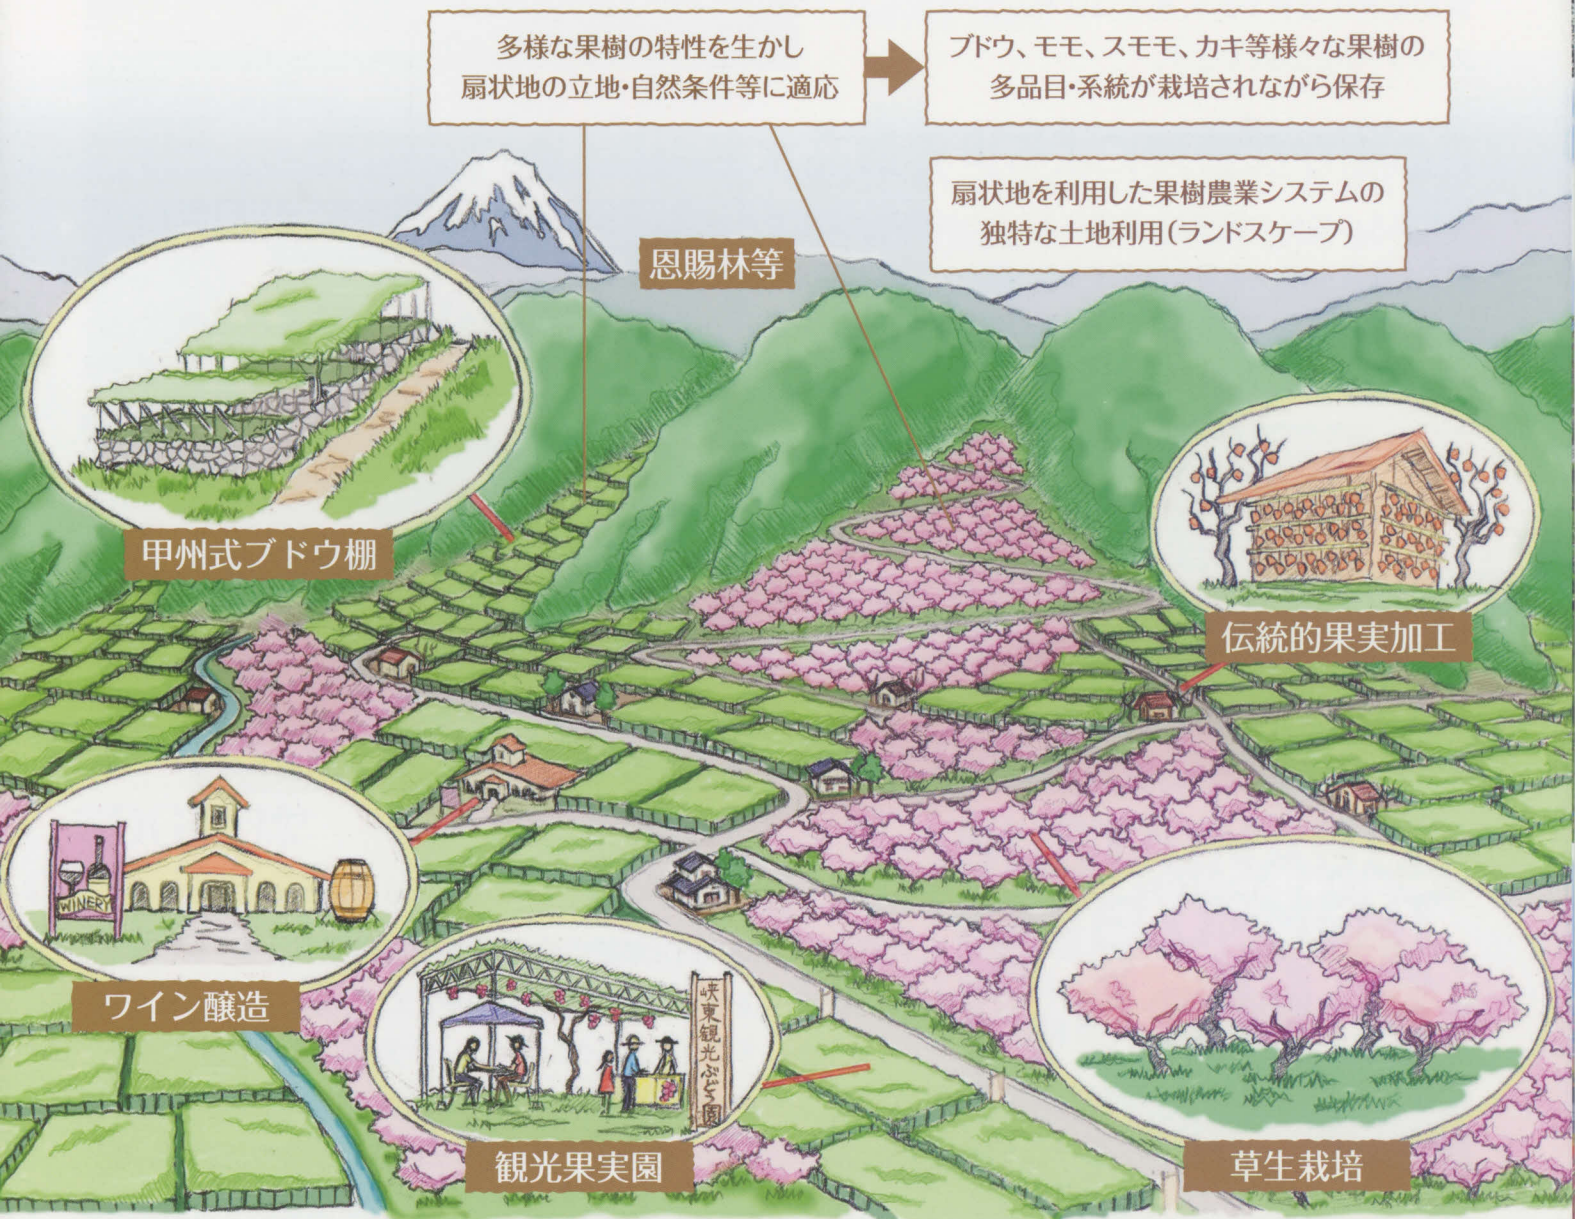 多様な果樹の特性を生かし
扇状地の立地・自然条件等に適応
ブドウ、モモ、スモモ、カキ等様々な果樹の
多品目・系統が栽培されながら保存
扇状地を利用した果樹農業システムの
独特な土地利用(ランドスケープ)
恩賜林等
甲州式ブドウ棚
伝統的果実加工
WINERY
ワイン醸造
峡東観光ぶどう園
観光果実園
草生栽培